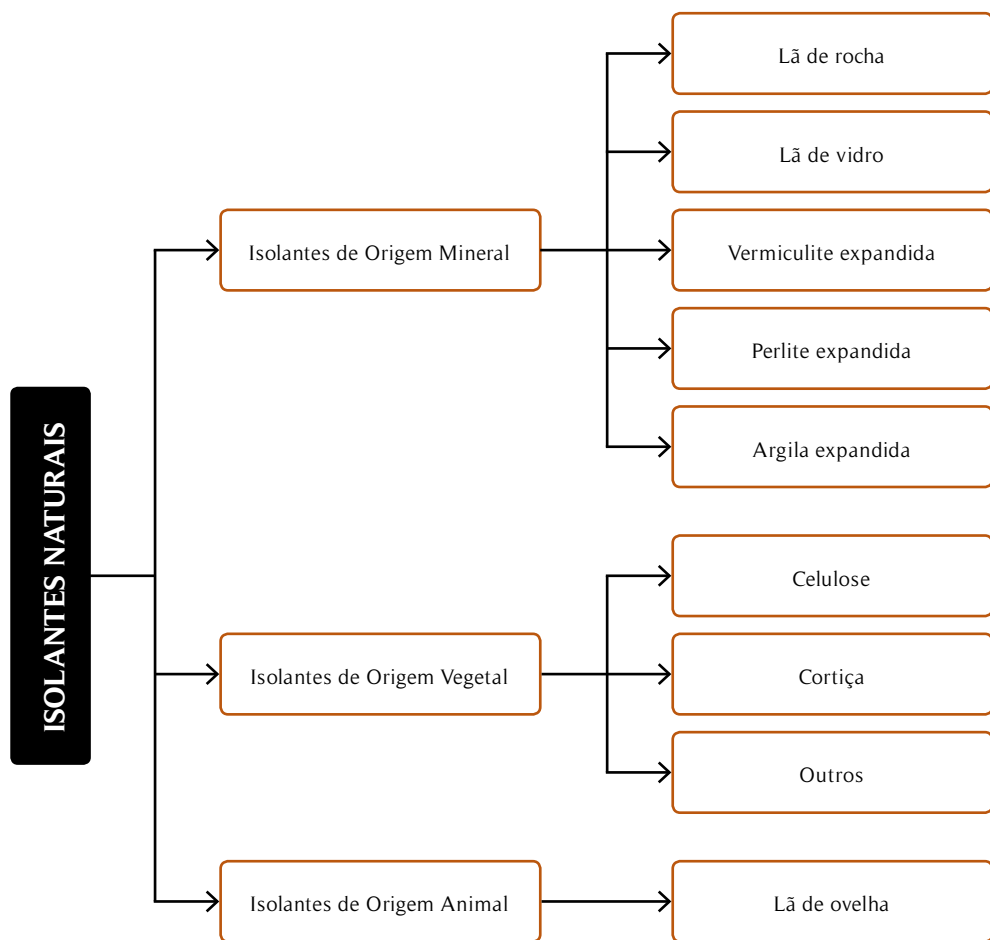 ISOLANTES NATURAIS
Isolantes de Origem Mineral
Lã de rocha
Lã de vidro
Vermiculite expandida
Perlite expandida
Argila expandida
Isolantes de Origem Vegetal
Celulose
Cortiça
Outros
Isolantes de Origem Animal
Lã de ovelha